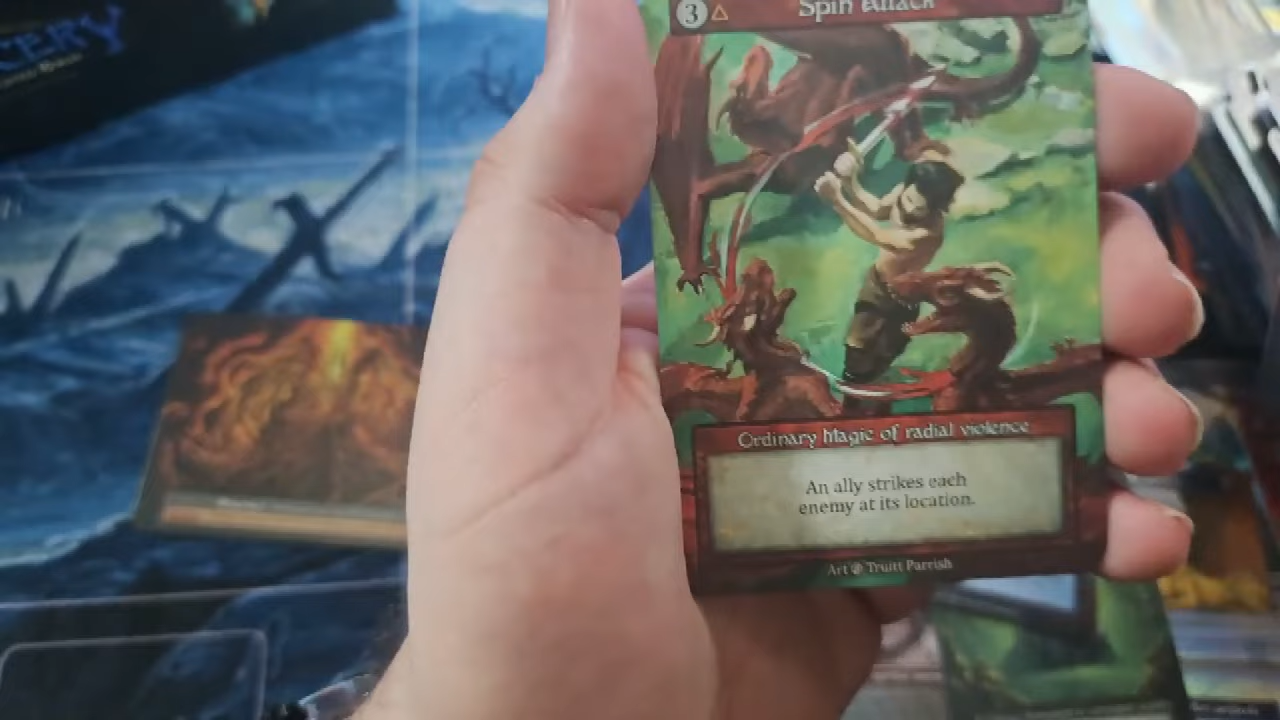 CERY
3
Spin Attack
Ordinary Magic of radial violence
An ally strikes each
enemy at its location.
Art Truitt Parrish